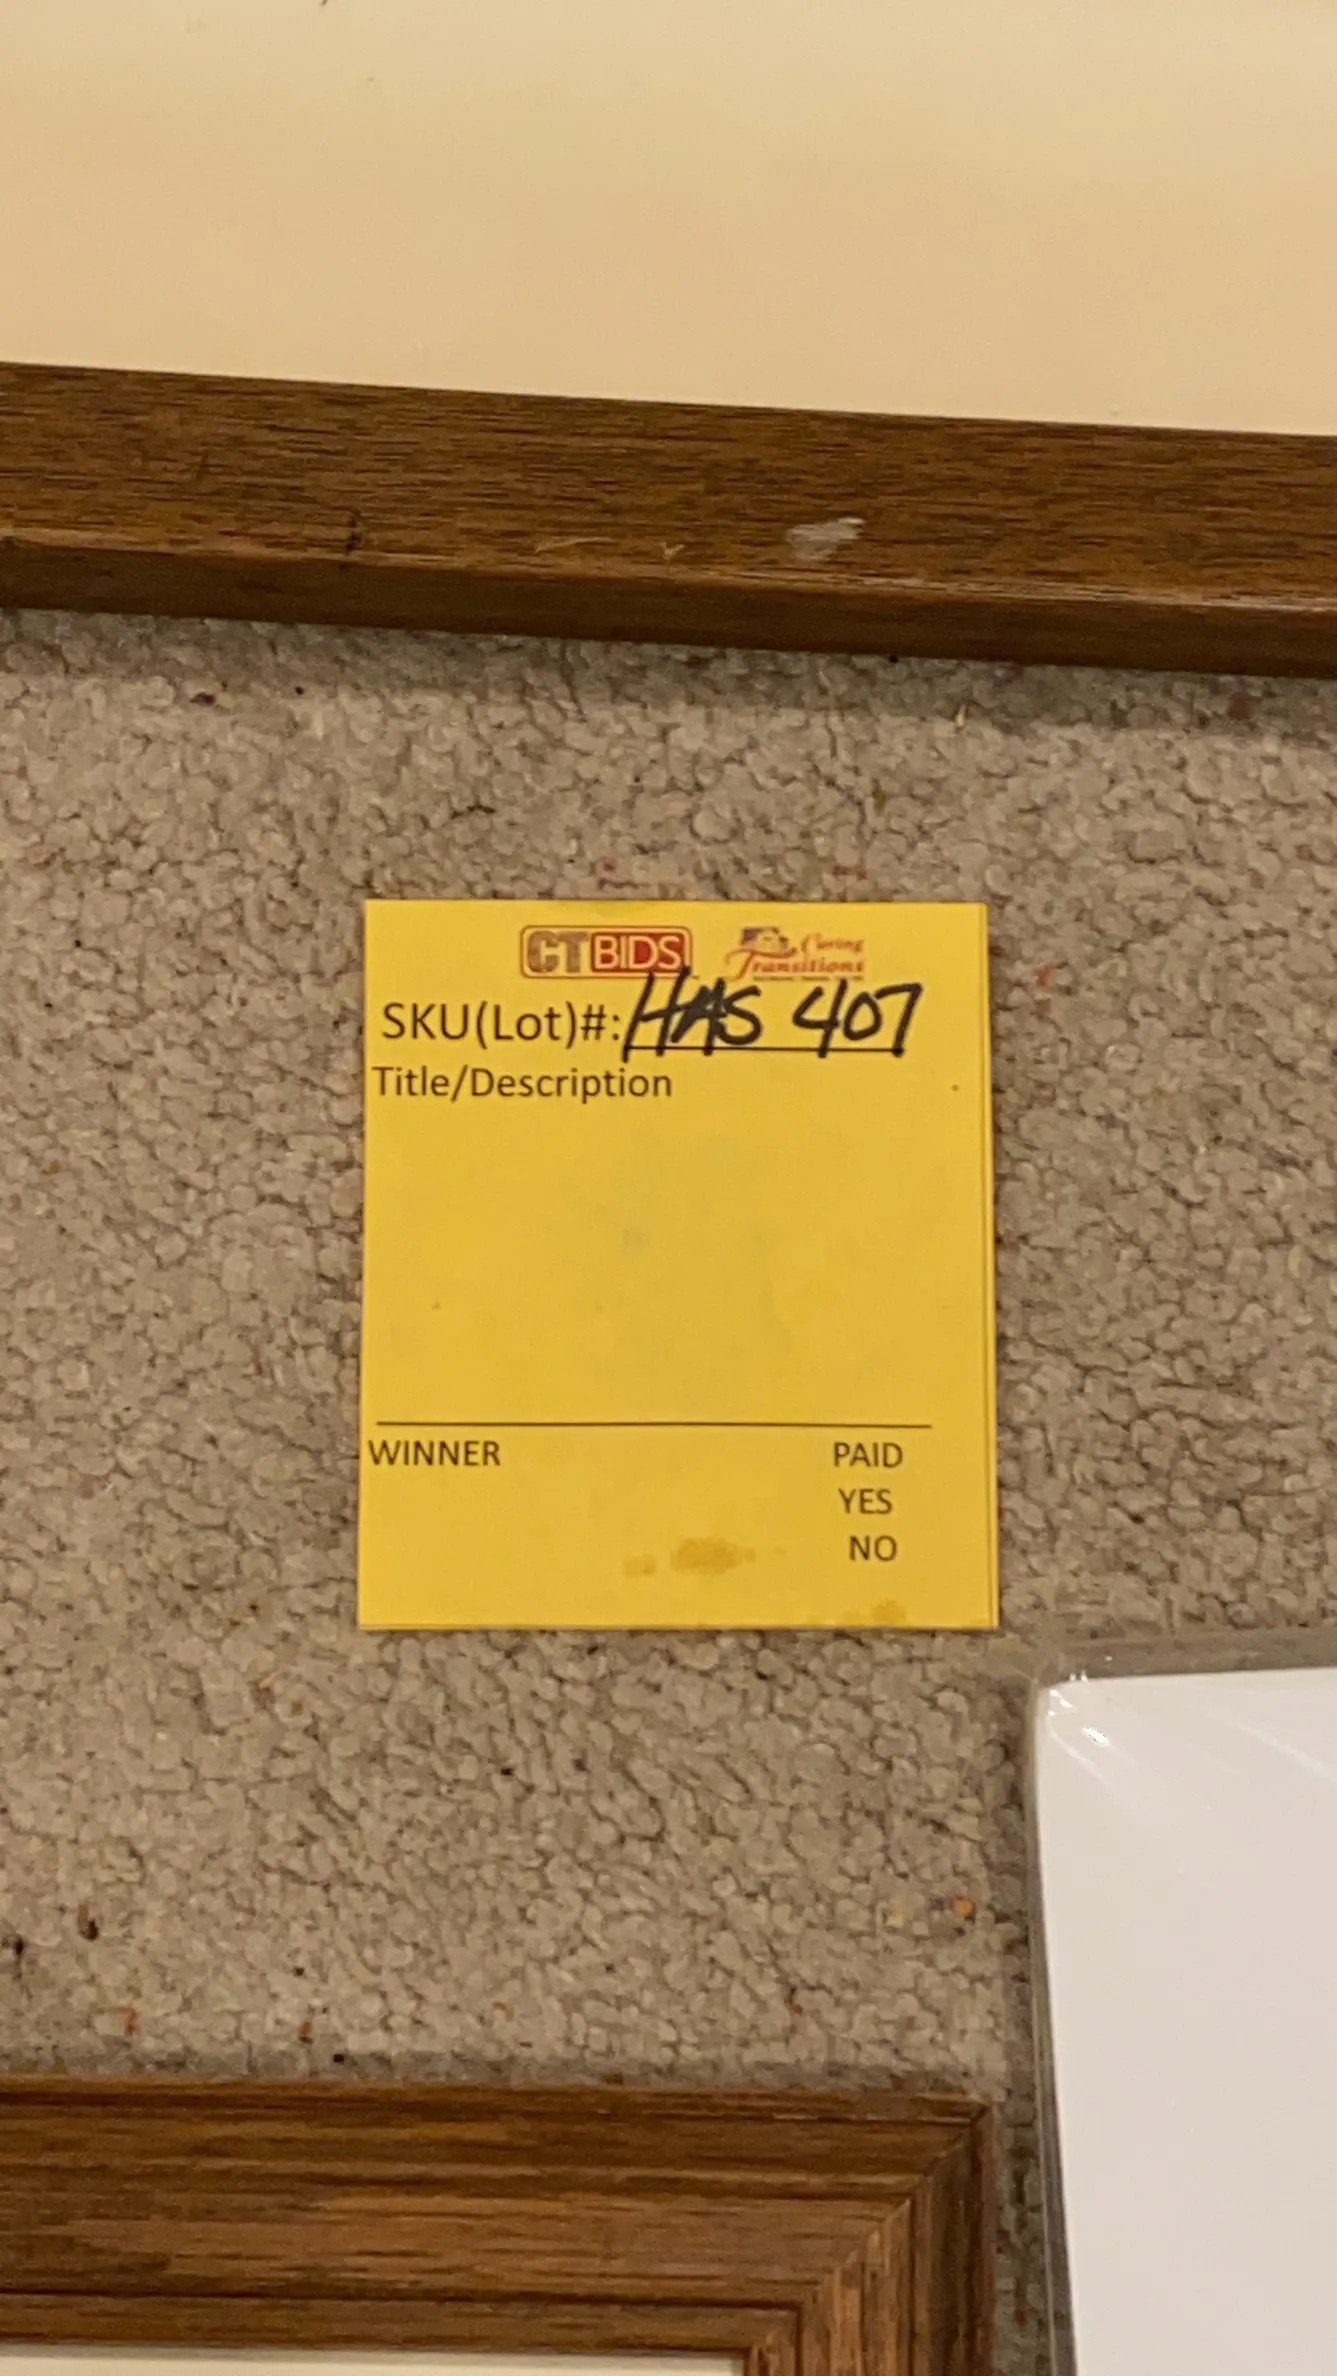 CTBIDS Caring Transitions
SKU(Lot)#: HAS 407
Title/Description
WINNER PAID
YES
NO